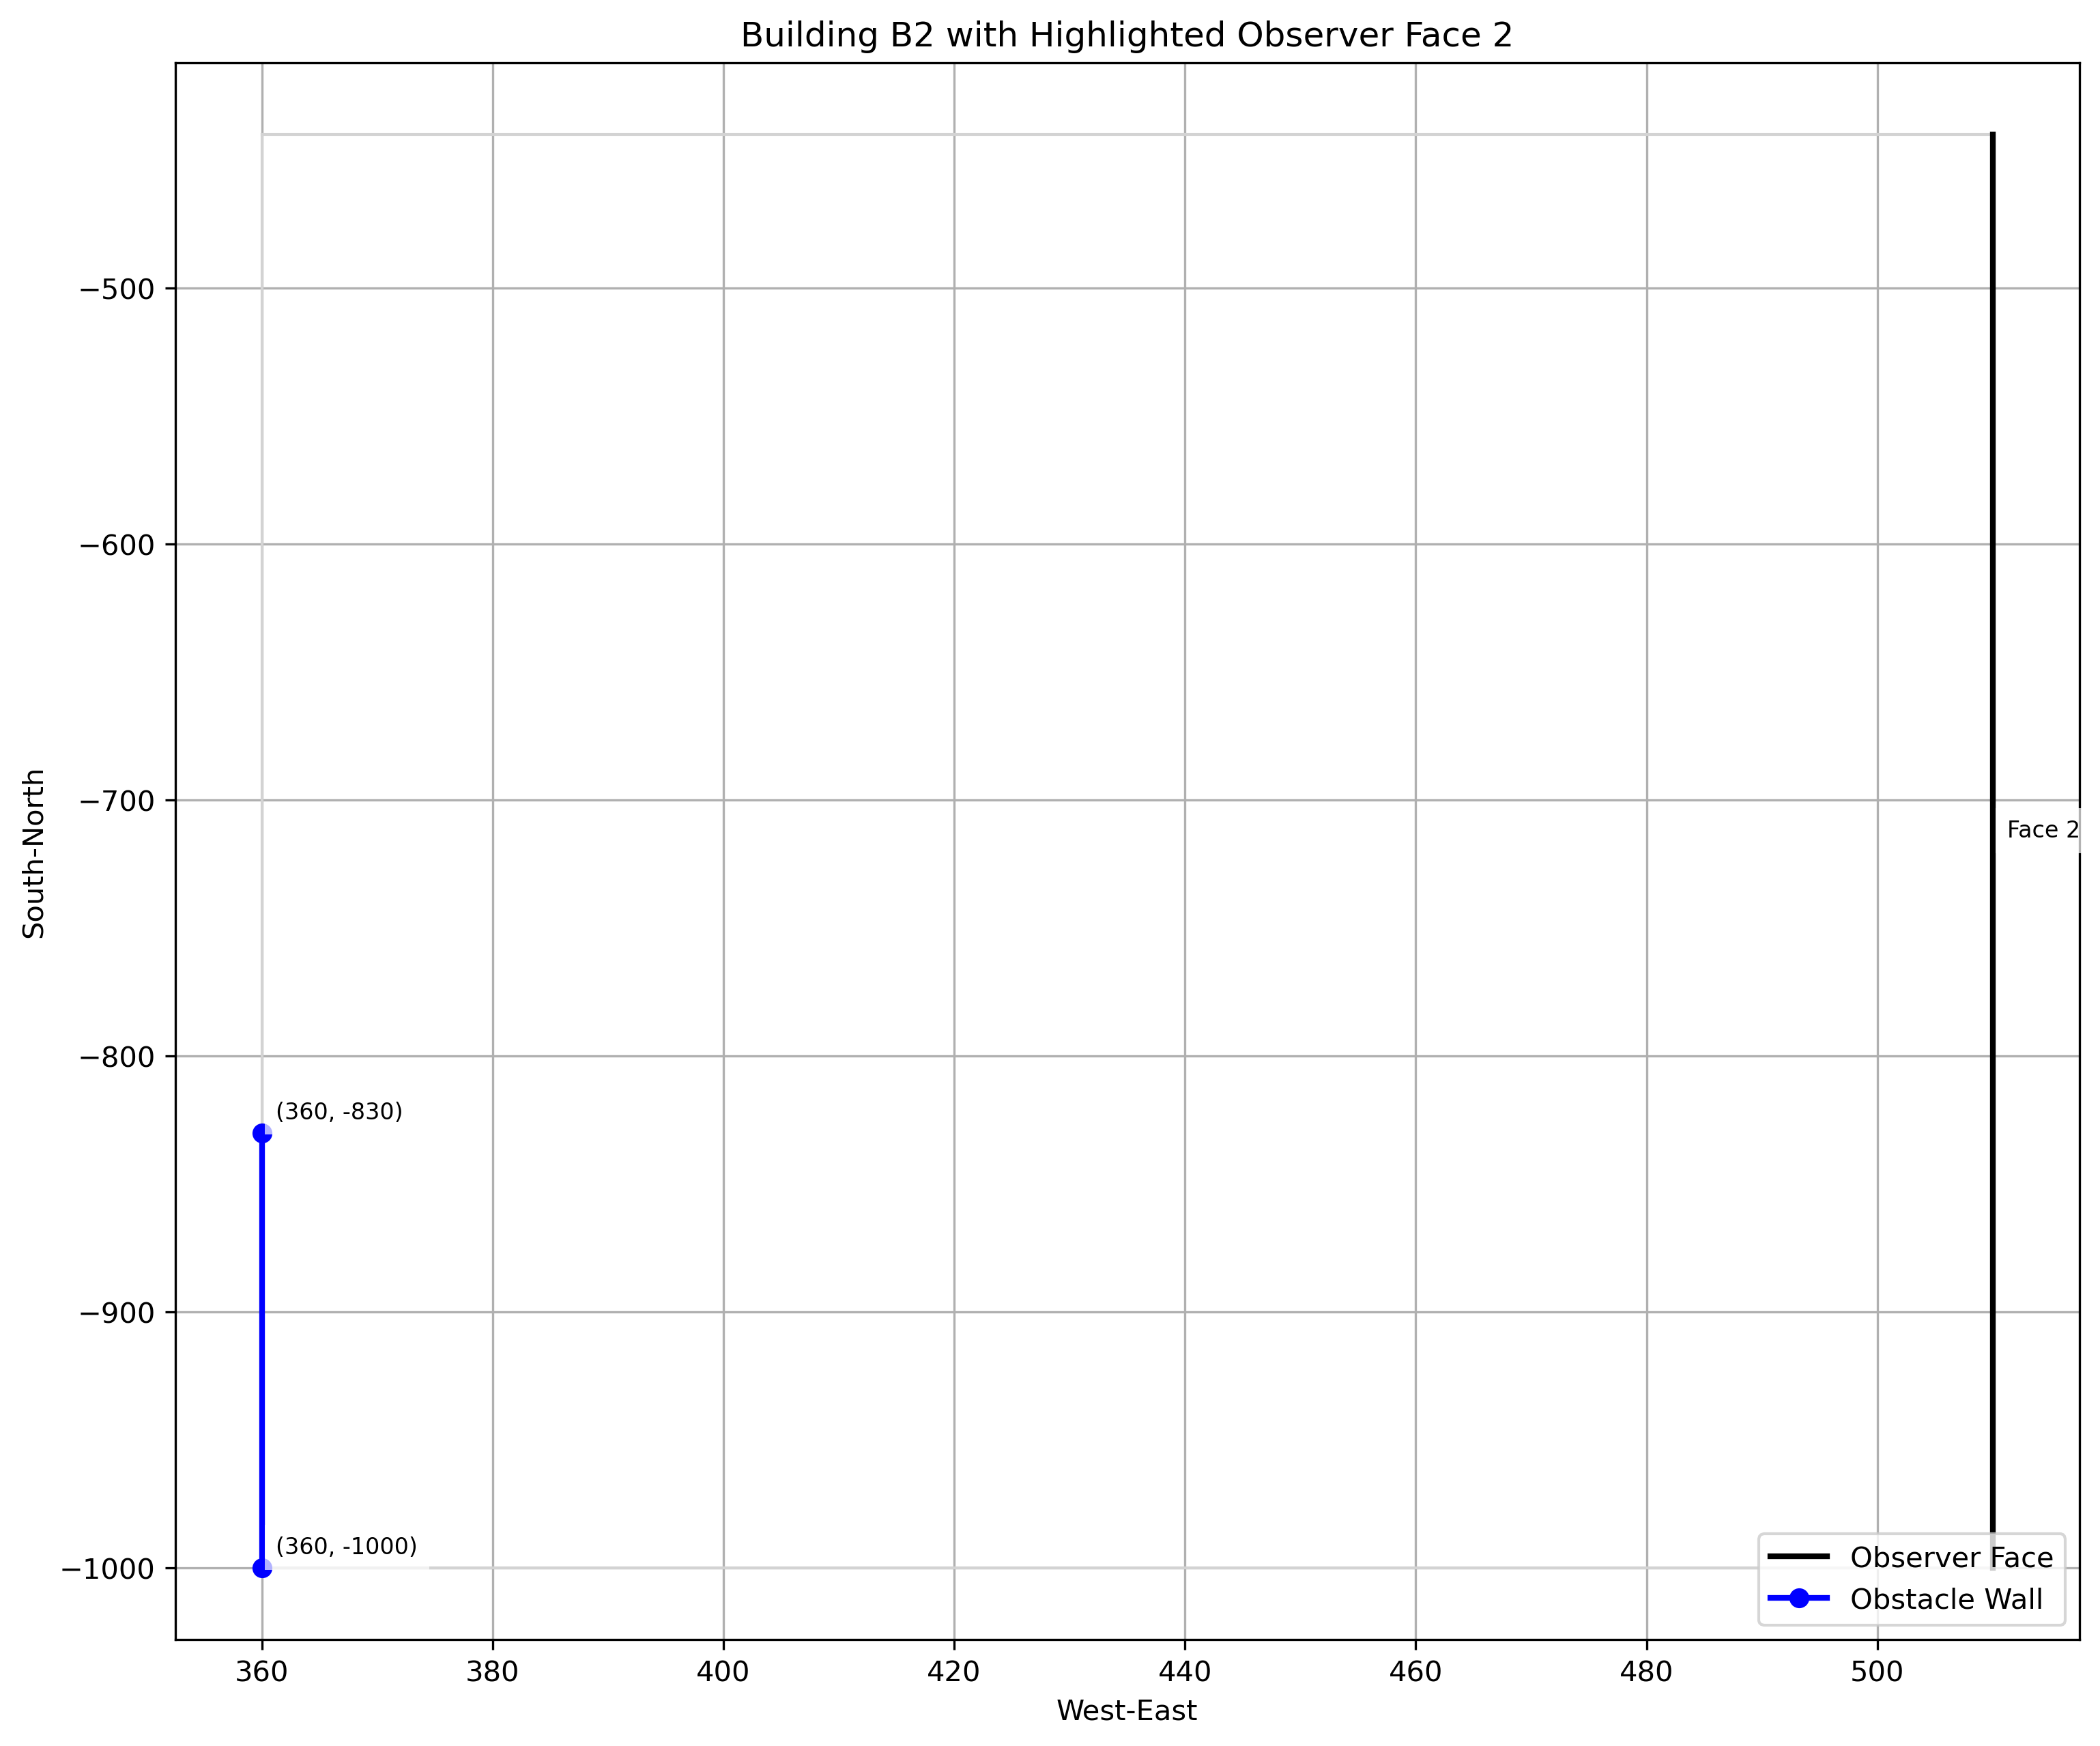 Building B2 with Highlighted Observer Face 2
South-North
−500
−600
−700
−800
−900
−1000
Face 2
(360, -830)
(360, -1000)
Observer Face
Obstacle Wall
360
380
400
420
440
460
480
500
West-East